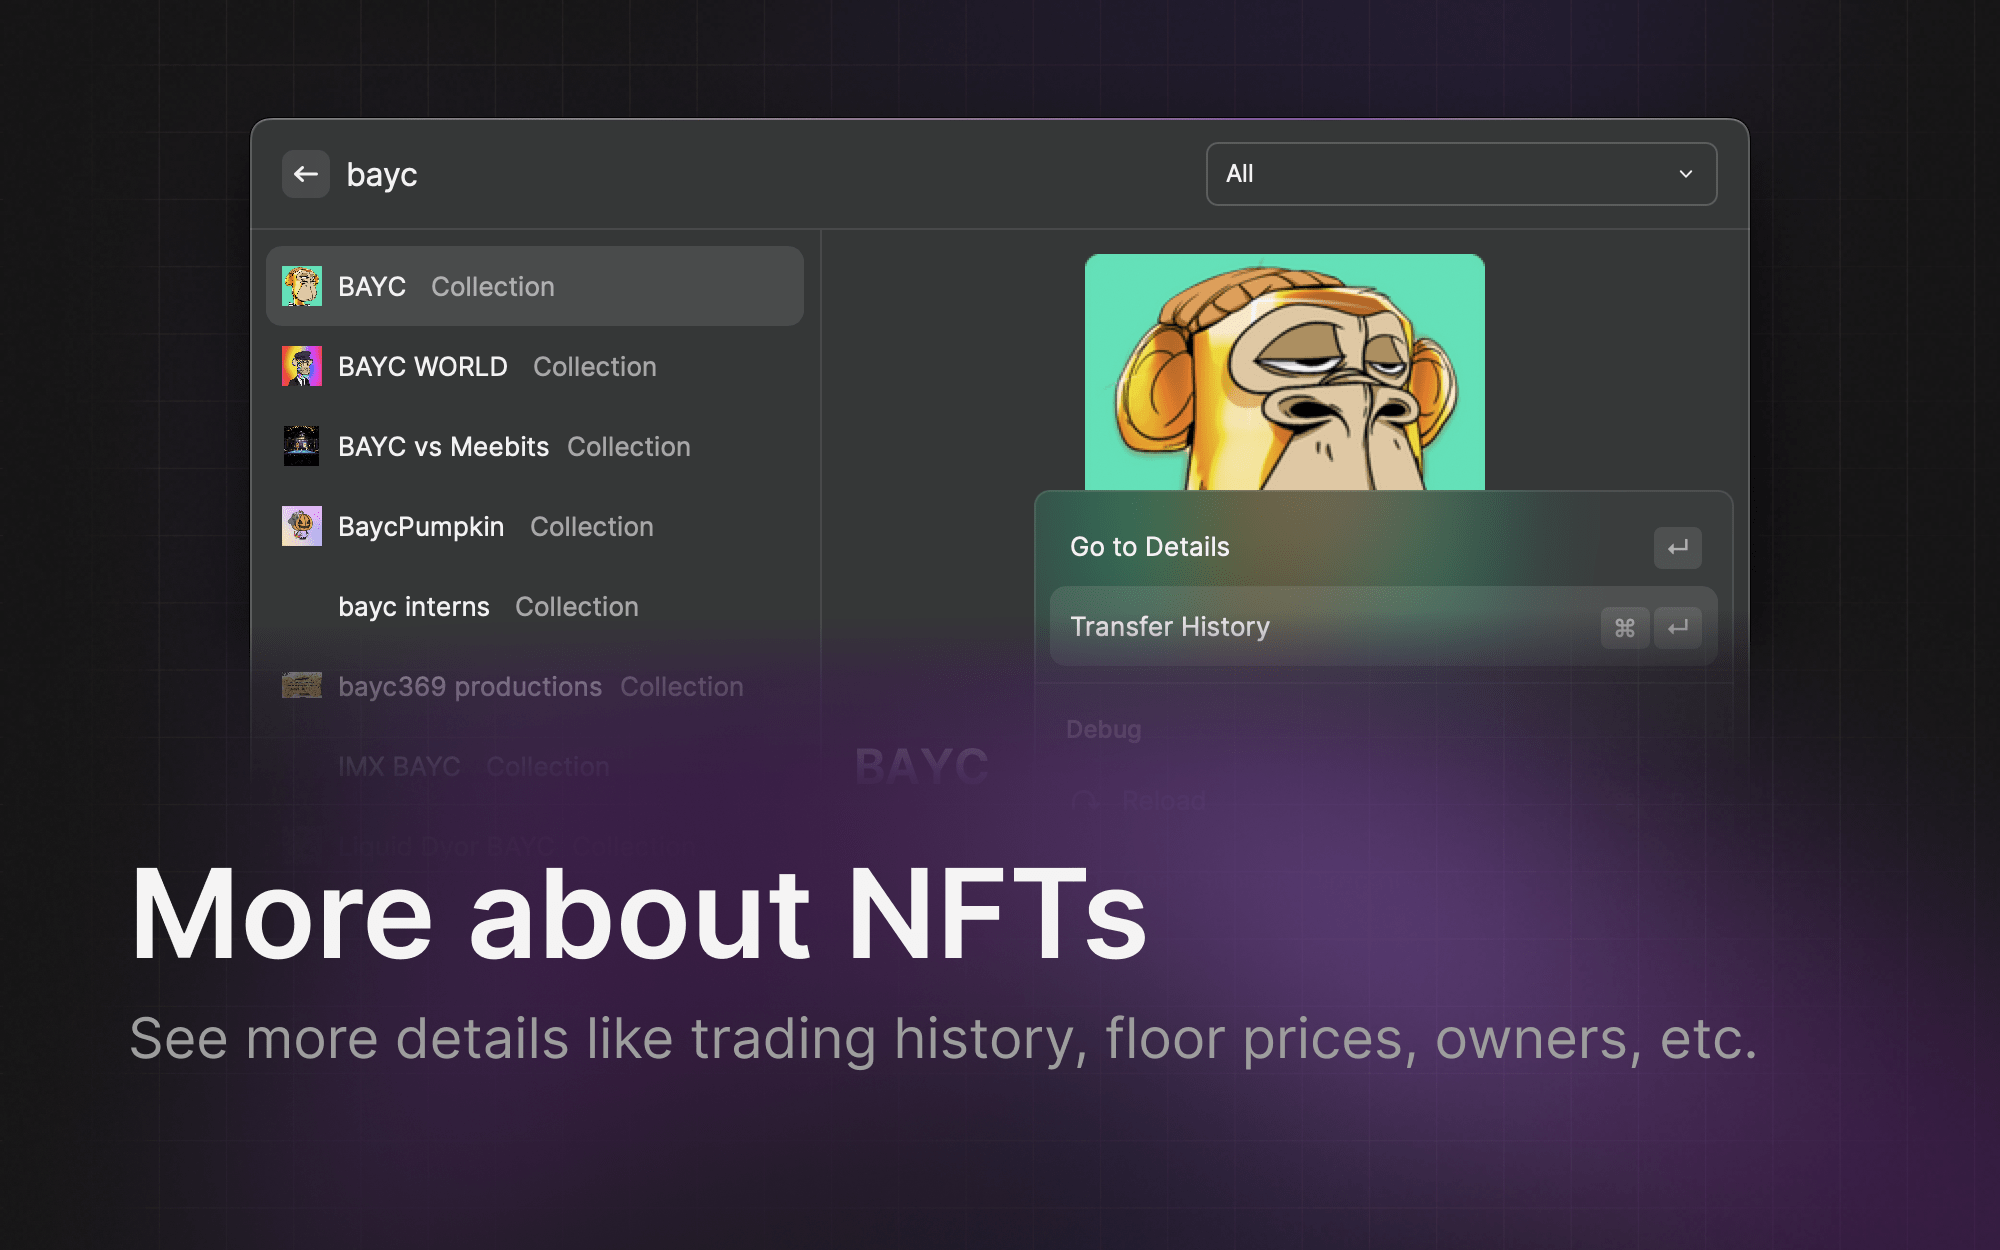 bayc
All
BAYC Collection
BAYC WORLD Collection
BAYC vs Meebits Collection
BaycPumpkin Collection
bayc interns Collection
bayc369 productions Collection
IMX BAYC Collection
Liquid Dyor BAYC Collection
BAYC
Go to Details
Transfer History ⌘
Debug
Reload
More about NFTs
See more details like trading history, floor prices, owners, etc.